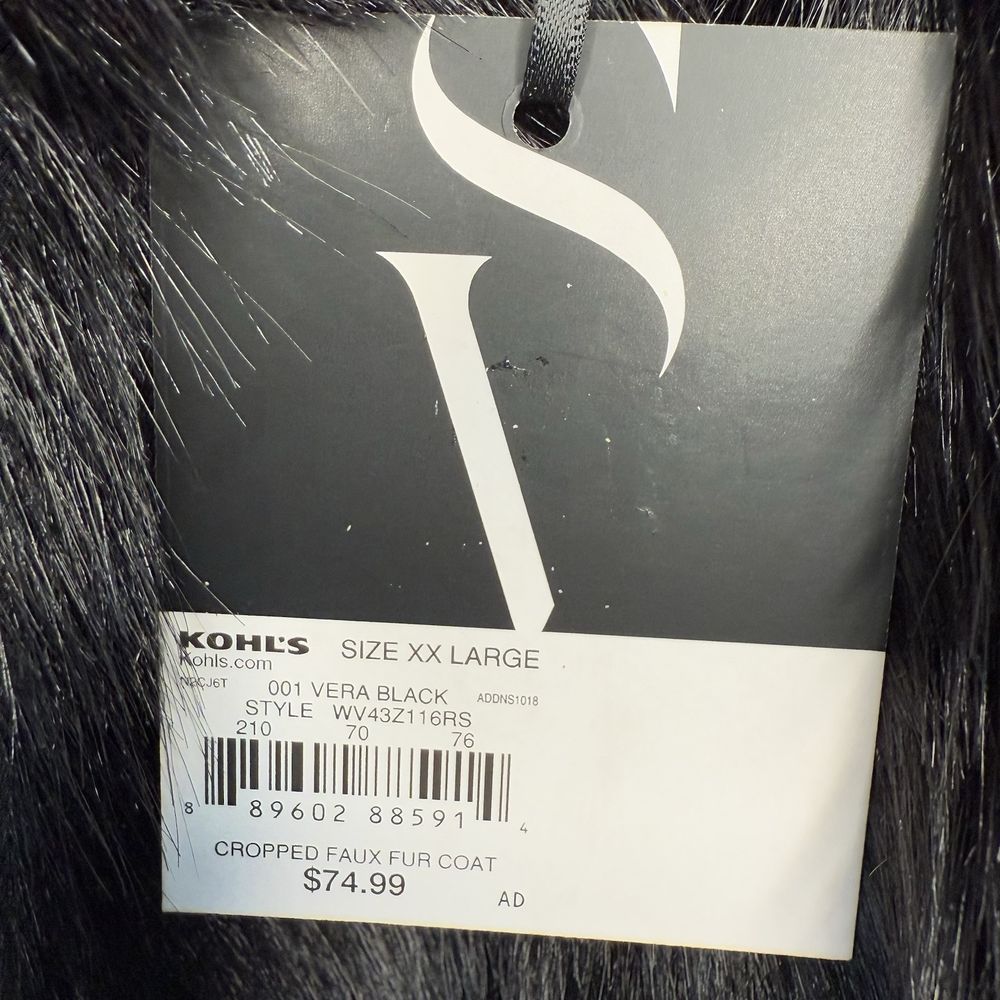 S
V
KOHL'S SIZE XX LARGE
Kohls.com
N2CJ6T 001 VERA BLACK ADDNS1018
STYLE WV43Z116RS
210 70 76
8 89602 88591 4
CROPPED FAUX FUR COAT
$74.99
AD